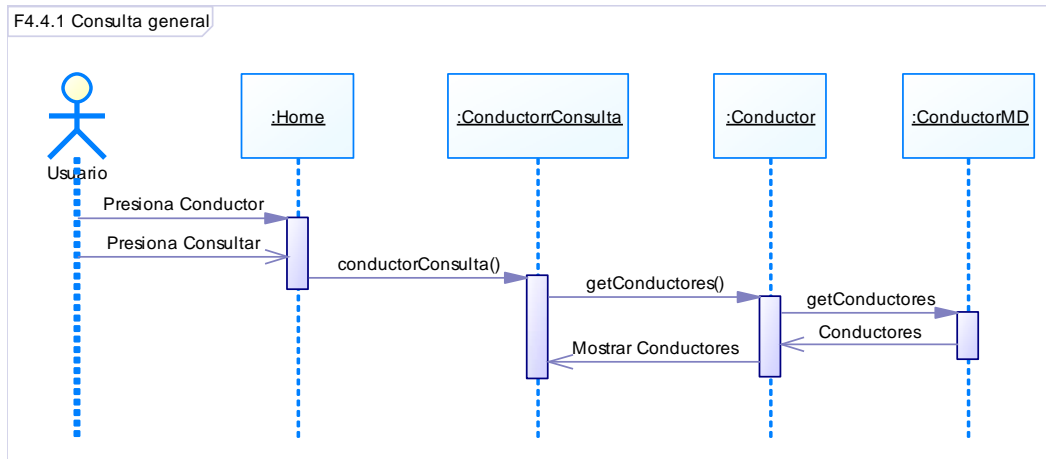 F4.4.1 Consulta general
:Home
:ConductorrConsulta
:Conductor
:ConductorMD
Usuario
Presiona Conductor
Presiona Consultar
conductorConsulta()
getConductores()
getConductores
Conductores
Mostrar Conductores